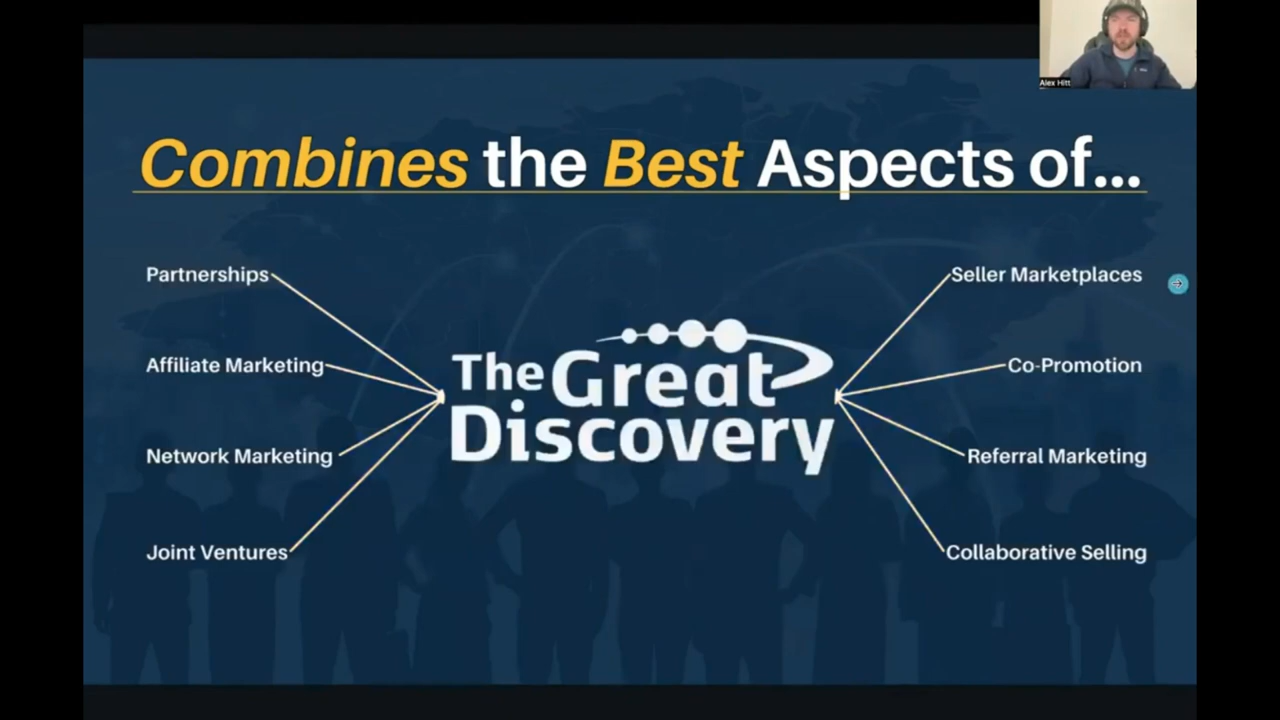 Alex Hitt
Combines the Best Aspects of...
Partnerships
Affiliate Marketing
Network Marketing
Joint Ventures
The Great
Discovery
Seller Marketplaces
Co-Promotion
Referral Marketing
Collaborative Selling